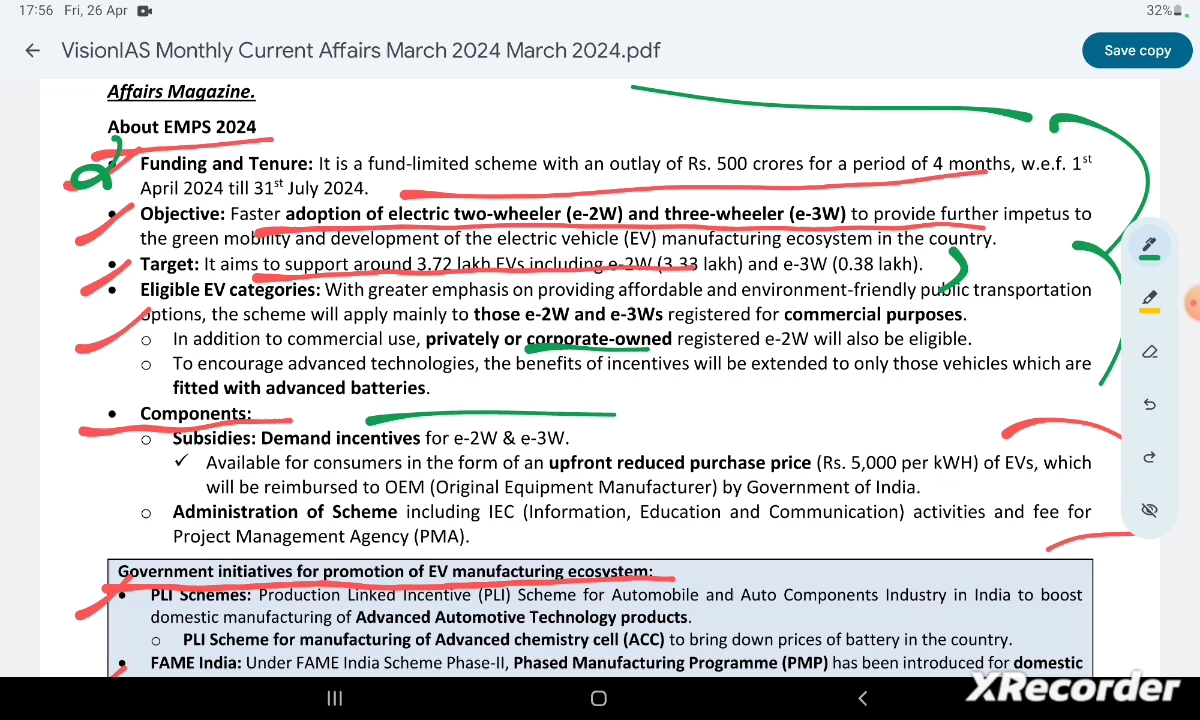 17:56 Fri, 26 Apr
32%
VisionIAS Monthly Current Affairs March 2024 March 2024.pdf
Save copy
Affairs Magazine.
About EMPS 2024
• Funding and Tenure: It is a fund-limited scheme with an outlay of Rs. 500 crores for a period of 4 months, w.e.f. 1st
April 2024 till 31st July 2024.
• Objective: Faster adoption of electric two-wheeler (e-2W) and three-wheeler (e-3W) to provide further impetus to
the green mobility and development of the electric vehicle (EV) manufacturing ecosystem in the country.
• Target: It aims to support around 3.72 lakh EVs including e-2W (3.33 lakh) and e-3W (0.38 lakh).
• Eligible EV categories: With greater emphasis on providing affordable and environment-friendly public transportation
options, the scheme will apply mainly to those e-2W and e-3Ws registered for commercial purposes.
o In addition to commercial use, privately or corporate-owned registered e-2W will also be eligible.
o To encourage advanced technologies, the benefits of incentives will be extended to only those vehicles which are
fitted with advanced batteries.
• Components:
o Subsidies: Demand incentives for e-2W & e-3W.
✓ Available for consumers in the form of an upfront reduced purchase price (Rs. 5,000 per kWH) of EVs, which
will be reimbursed to OEM (Original Equipment Manufacturer) by Government of India.
o Administration of Scheme including IEC (Information, Education and Communication) activities and fee for
Project Management Agency (PMA).
Government initiatives for promotion of EV manufacturing ecosystem:
• PLI Schemes: Production Linked Incentive (PLI) Scheme for Automobile and Auto Components Industry in India to boost
domestic manufacturing of Advanced Automotive Technology products.
o PLI Scheme for manufacturing of Advanced chemistry cell (ACC) to bring down prices of battery in the country.
• FAME India: Under FAME India Scheme Phase-II, Phased Manufacturing Programme (PMP) has been introduced for domestic
XRecorder